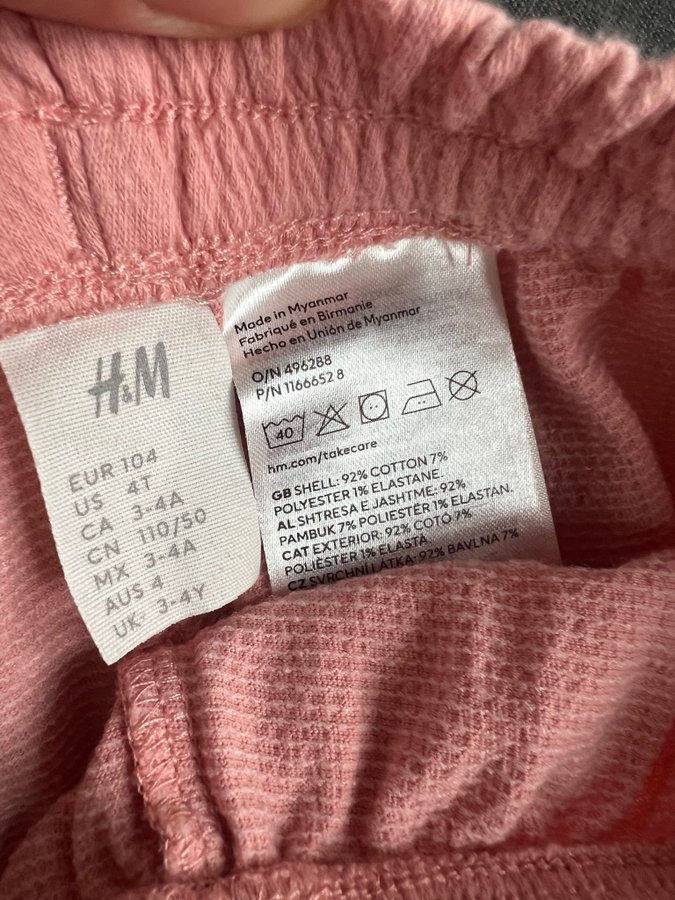 H&M
EUR 104
US 4T
CA 3-4A
CN 110/50
MX 3-4A
AUS 4
UK 3-4Y
Made in Myanmar
Fabriqué en Birmanie
Hecho en Unión de Myanmar
O/N 496288
P/N 1166652 8
40
hm.com/takecare
GB SHELL: 92% COTTON 7%
POLYESTER 1% ELASTANE.
AL SHTRESA E JASHTME: 92%
PAMBUK 7% POLIESTËR 1% ELASTAN.
CAT EXTERIOR: 92% COTÓ 7%
POLIÈSTER 1% ELASTÀ.
CZ SVRCHNÍ LÁTKA: 92% BAVLNA 7%